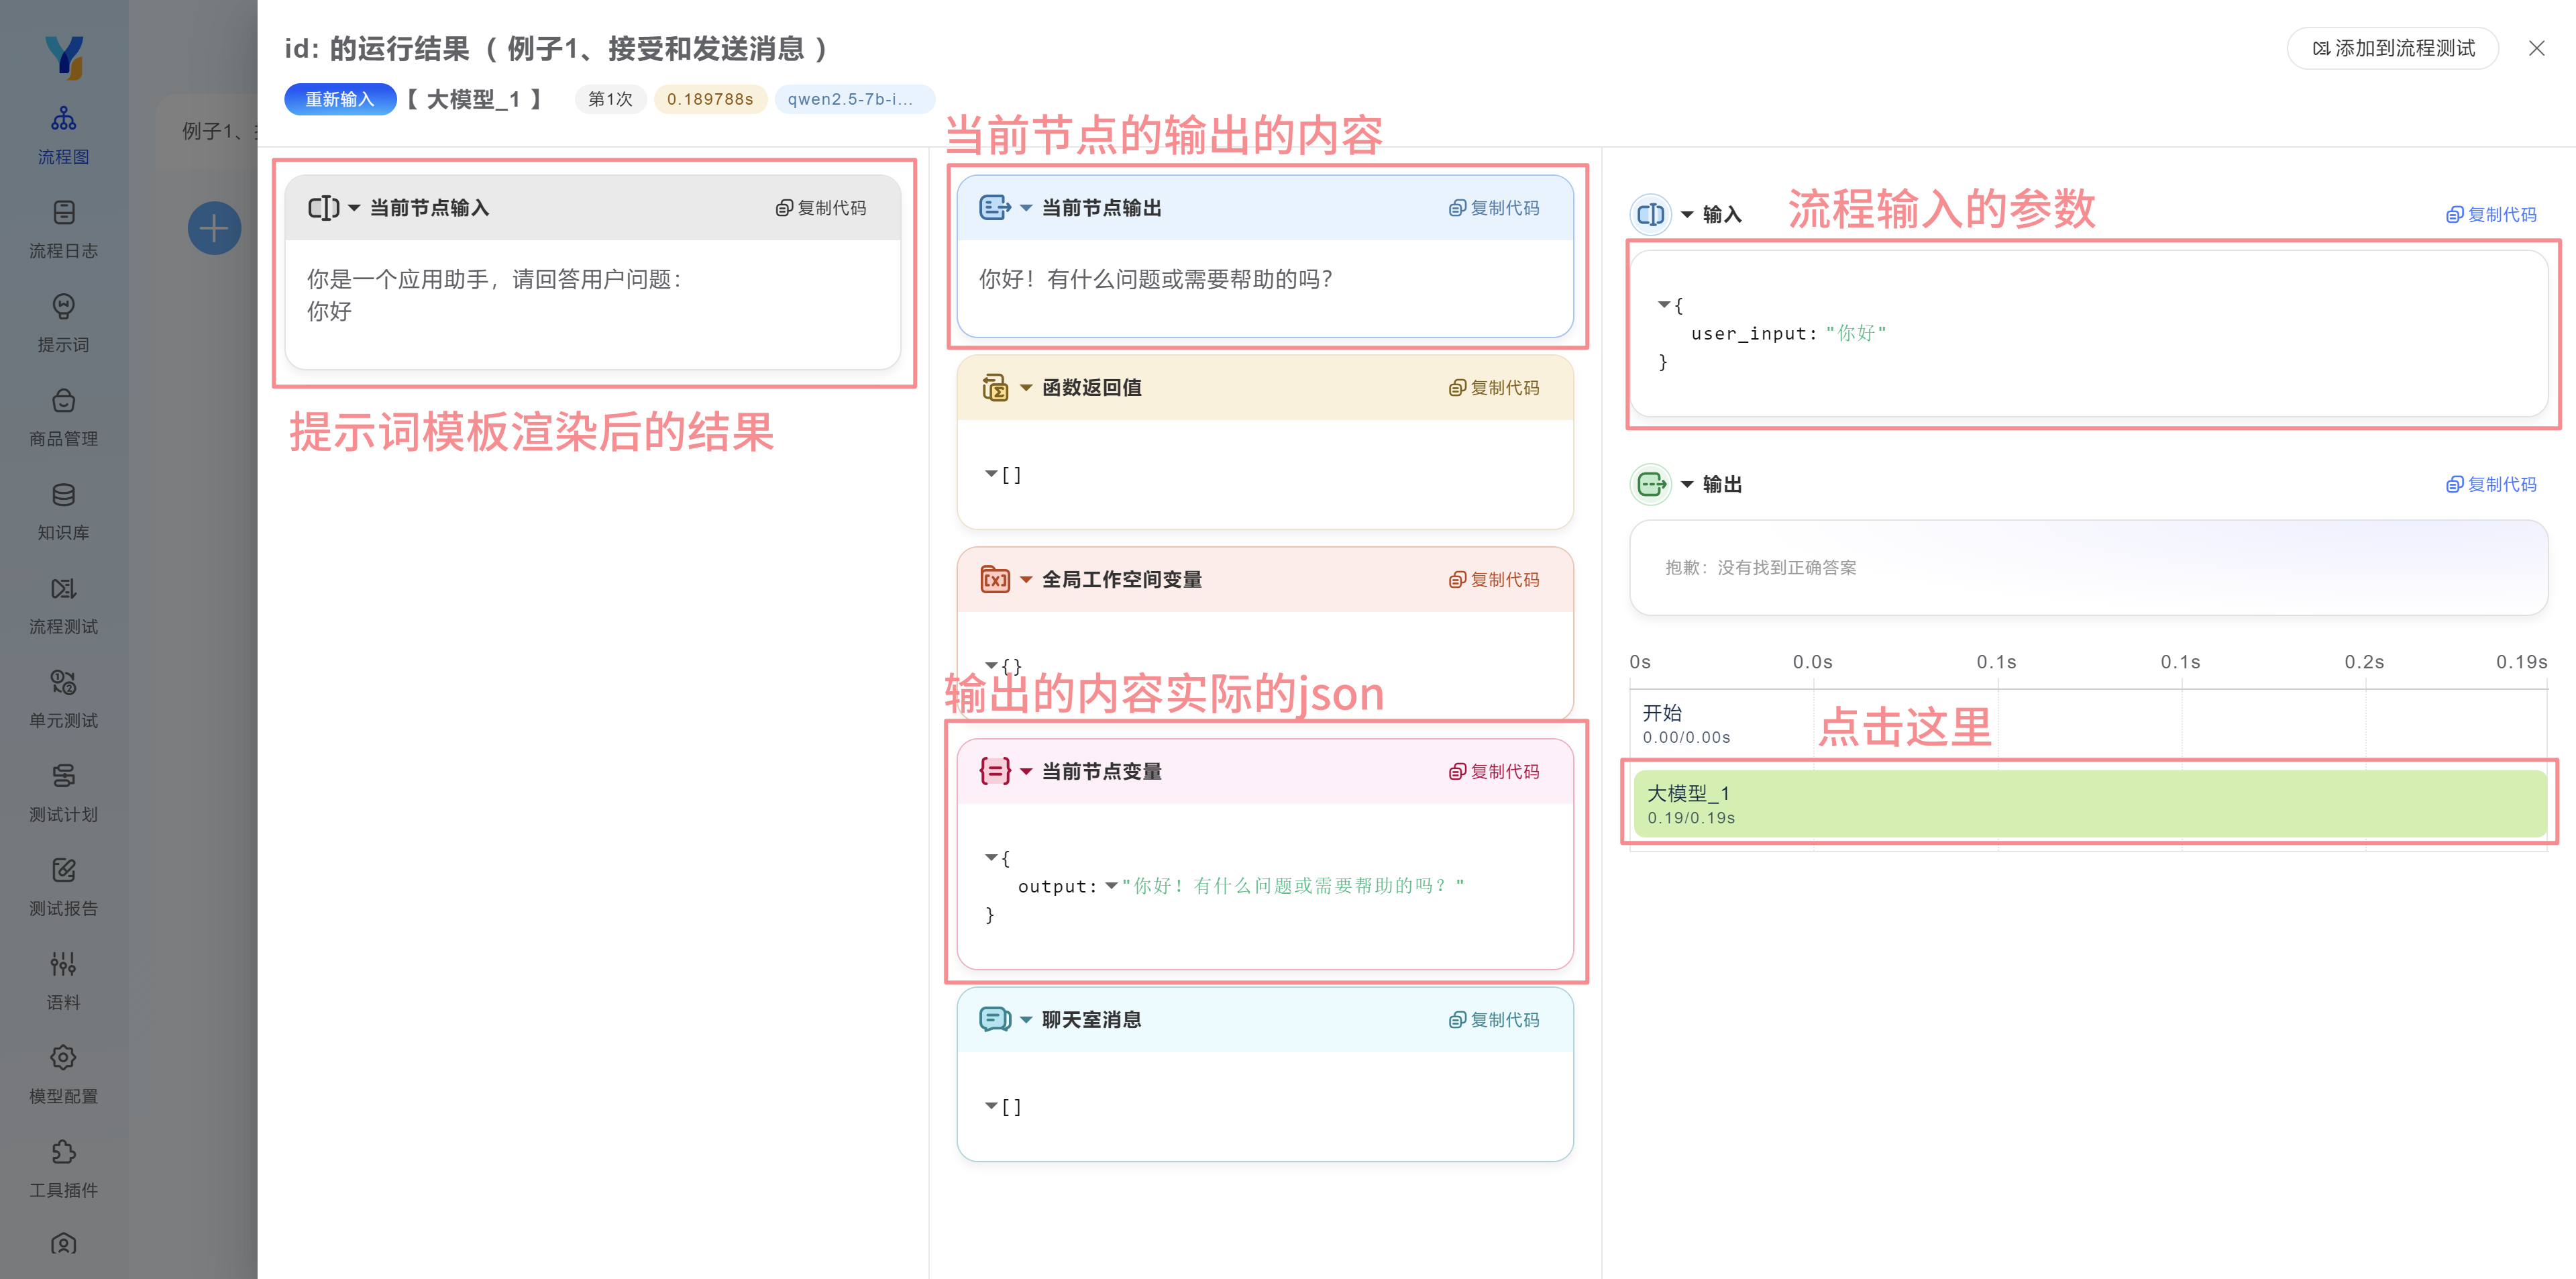 流程图
流程日志
提示词
商品管理
知识库
流程测试
单元测试
测试计划
测试报告
语料
模型配置
工具插件
例子1、
id: 的运行结果 ( 例子1、接受和发送消息 )
添加到流程测试
重新输入
【 大模型_1 】
第1次
0.189788s
qwen2.5-7b-i...
当前节点输入
复制代码
你是一个应用助手，请回答用户问题：
你好
提示词模板渲染后的结果
当前节点的输出的内容
当前节点输出
复制代码
你好！有什么问题或需要帮助的吗？
函数返回值
复制代码
[]
全局工作空间变量
复制代码
{}
输出的内容实际的json
当前节点变量
复制代码
{
output: "你好！有什么问题或需要帮助的吗？"
}
聊天室消息
复制代码
[]
输入
流程输入的参数
复制代码
{
user_input: "你好"
}
输出
复制代码
抱歉：没有找到正确答案
0s 0.0s 0.1s 0.1s 0.2s 0.19s
开始
0.00/0.00s
点击这里
大模型_1
0.19/0.19s